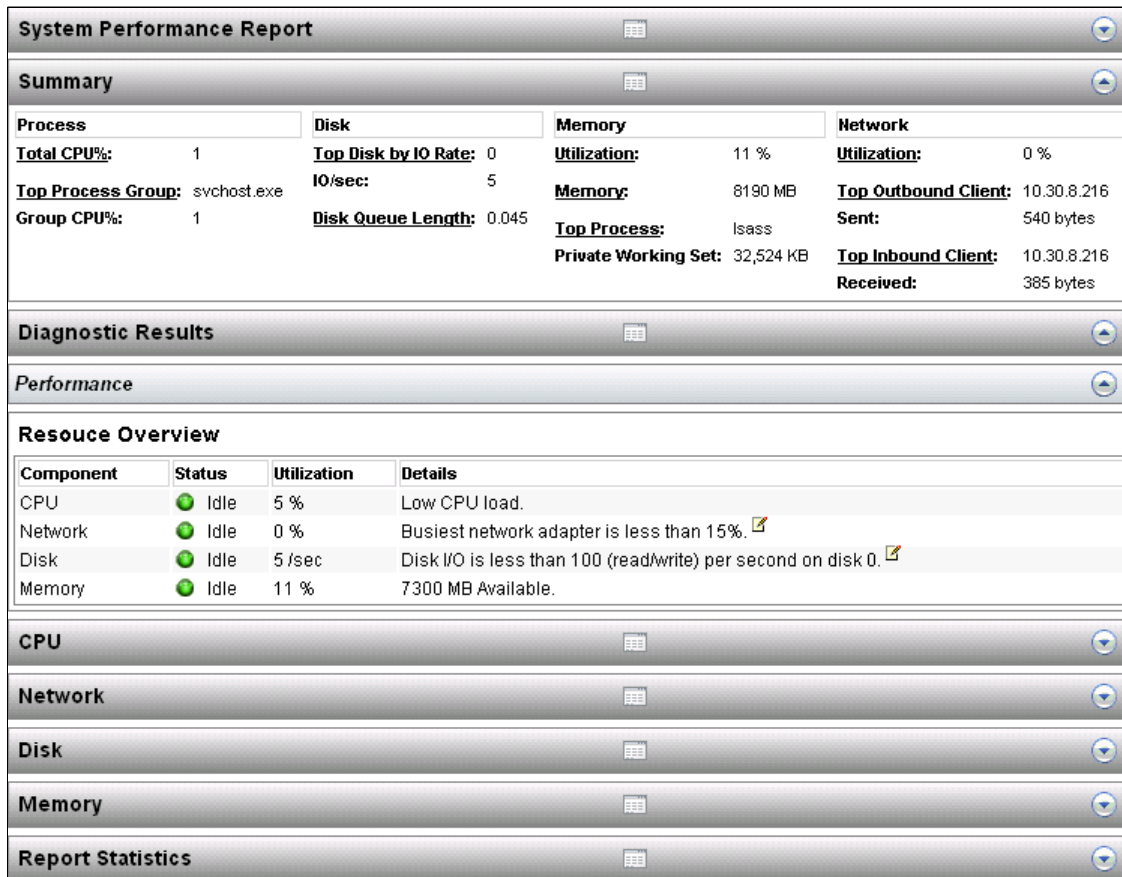 System Performance Report
Summary
Process Disk Memory Network
Total CPU%: 1 Top Disk by IO Rate: 0 Utilization: 11 % Utilization: 0 %
IO/sec: 5
Top Process Group: svchost.exe Memory: 8190 MB Top Outbound Client: 10.30.8.216
Group CPU%: 1 Disk Queue Length: 0.045 Sent: 540 bytes
Top Process: lsass
Private Working Set: 32,524 KB Top Inbound Client: 10.30.8.216
Received: 385 bytes
Diagnostic Results
Performance
Resouce Overview
Component Status Utilization Details
CPU Idle 5 % Low CPU load.
Network Idle 0 % Busiest network adapter is less than 15%.
Disk Idle 5 /sec Disk I/O is less than 100 (read/write) per second on disk 0.
Memory Idle 11 % 7300 MB Available.
CPU
Network
Disk
Memory
Report Statistics